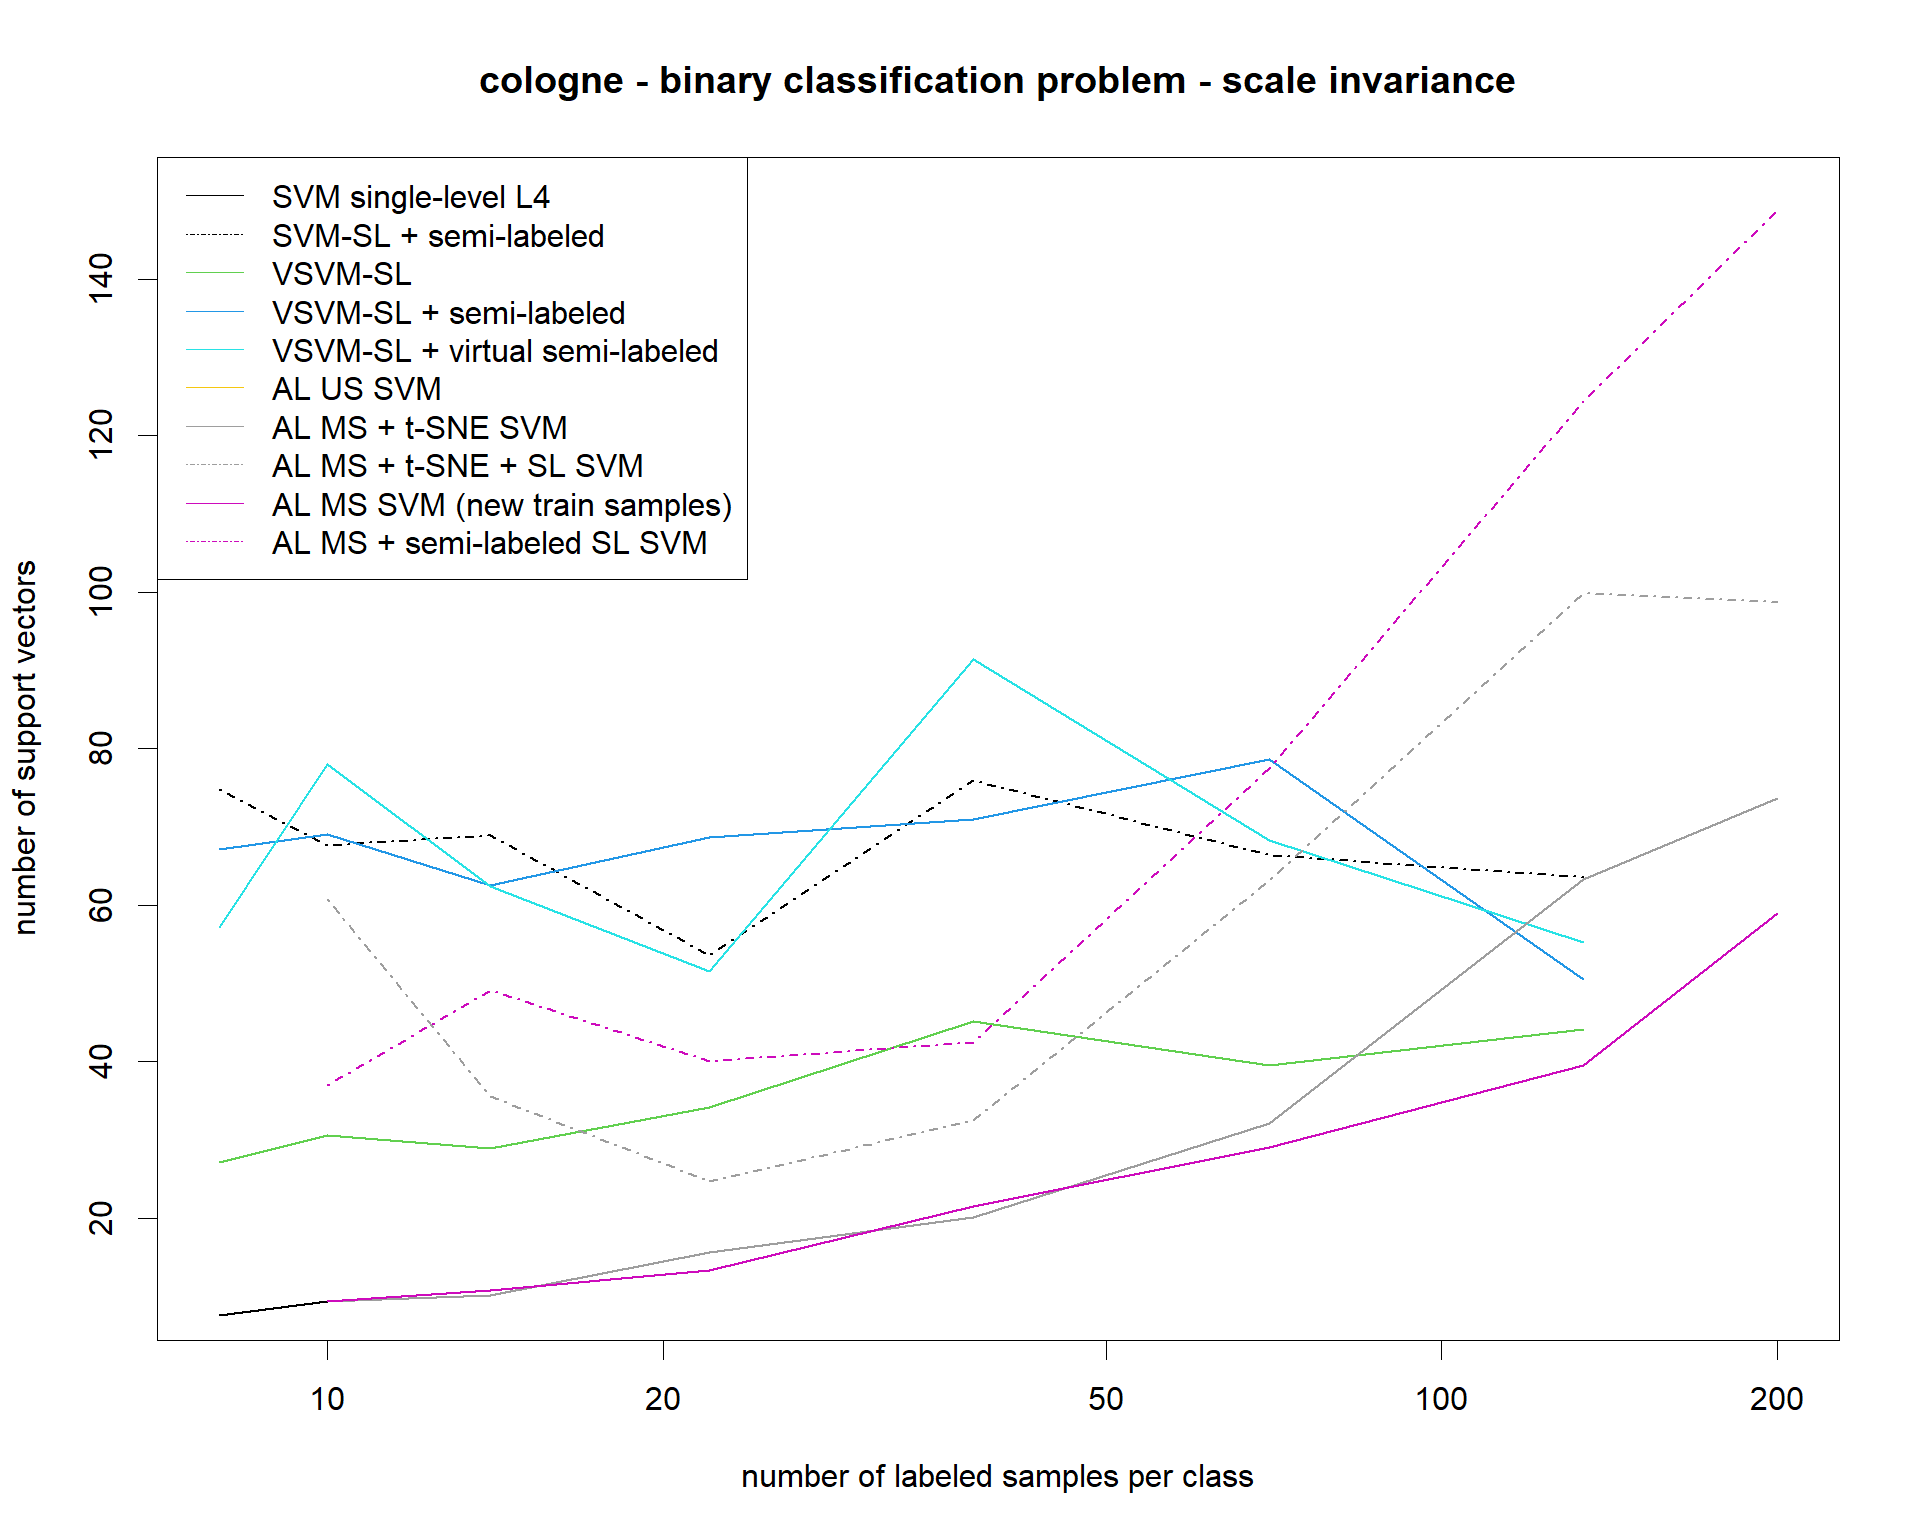 cologne - binary classification problem - scale invariance
SVM single-level L4
SVM-SL + semi-labeled
VSVM-SL
VSVM-SL + semi-labeled
VSVM-SL + virtual semi-labeled
AL US SVM
AL MS + t-SNE SVM
AL MS + t-SNE + SL SVM
AL MS SVM (new train samples)
AL MS + semi-labeled SL SVM
number of support vectors
140
120
100
80
60
40
20
10 20 50 100 200
number of labeled samples per class